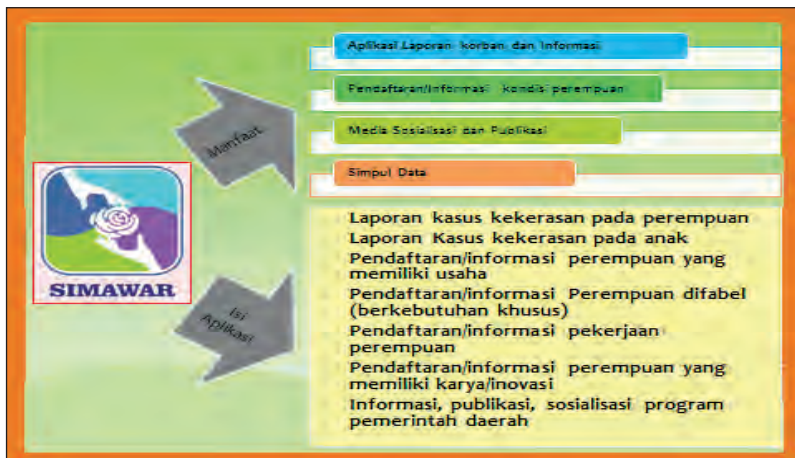 Aplikasi Laporan korban dan Informasi
Pendaftaran/Informasi kondis perempuan
Manfaat
Media Sosialisasi dan Publikasi
Simpul Data
SIMAWAR
Isi
Aplikasi
Laporan kasus kekerasan pada perempuan
Laporan Kasus kekerasan pada anak
Pendaftaran/informasi perempuan yang
memiliki usaha
Pendaftaran/informasi Perempuan difabel
(berkebutuhan khusus)
Pendaftaran/informasi pekerjaan
perempuan
Pendaftaran/informasi perempuan yang
memiliki karya/inovasi
Informasi, publikasi, sosialisasi program
pemerintah daerah